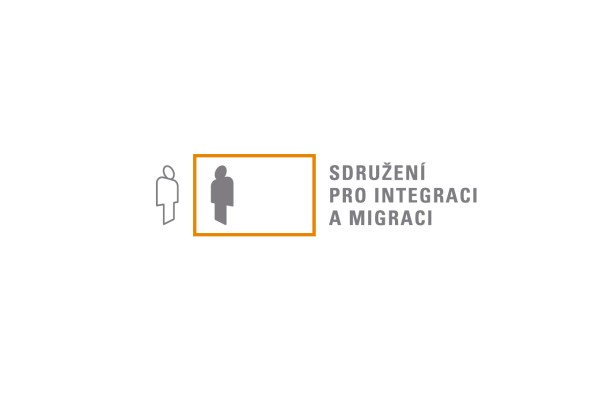 SDRUŽENÍ
PRO INTEGRACI
A MIGRACI